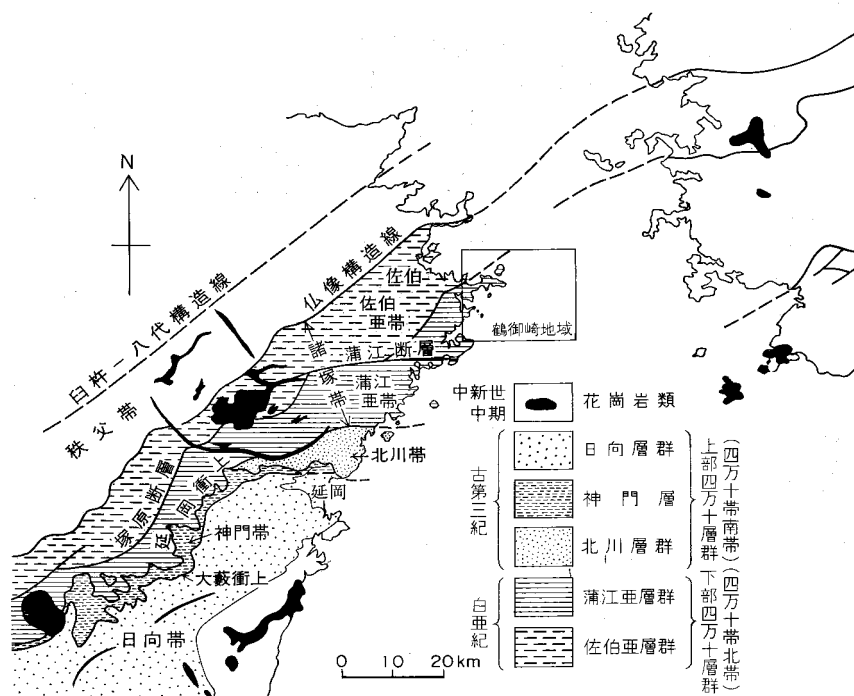 N
臼杵−八代構造線
仏像構造線
佐伯
佐伯
亜帯
鶴御崎地域
諸塚帯
蒲江断層
蒲江
亜帯
秩父帯
北川帯
延岡
塚原断層
延岡衝上
神門帯
大藪衝上
日向帯
0 10 20km
中新世
中期
花崗岩類
古第三紀
日向層群
神門層
北川層群
上部四万十層群
(四万十帯南帯)
白亜紀
蒲江亜層群
佐伯亜層群
下部四万十層群
(四万十帯北帯)